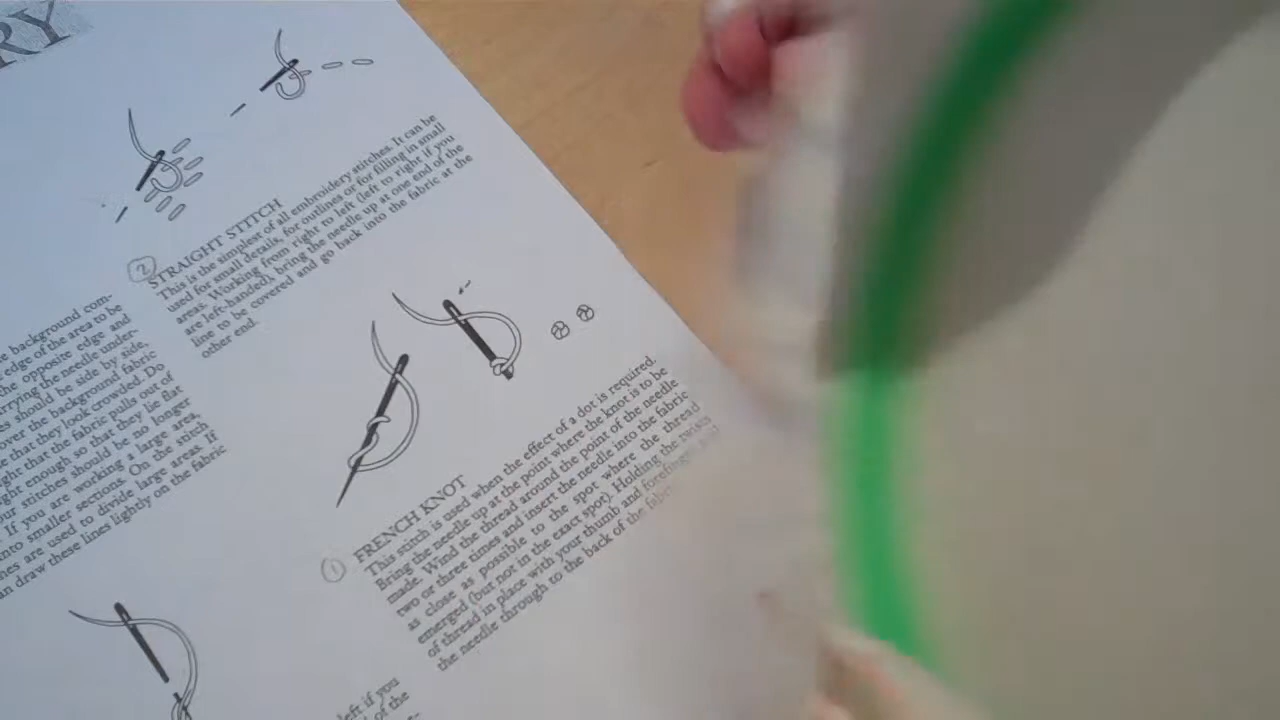 RY
② STRAIGHT STITCH
This is the simplest of all embroidery stitches. It can be
used for small details, for outlines or for filling in small
areas. Working from right to left (left to right if you
are left-handed), bring the needle up at one end of the
line to be covered and go back into the fabric at the
other end.
e background com-
edge of the area to be
the opposite edge and
rrying the needle under-
es should be side by side,
over the background fabric
e that they look crowded. Do
ght that the fabric pulls out of
ght enough so that they lie flat
ur stitches should be no longer
. If you are working a large area,
nto smaller sections. On the stitch
nes are used to divide large areas. If
an draw these lines lightly on the fabric
① FRENCH KNOT
This stitch is used when the effect of a dot is required.
Bring the needle up at the point where the knot is to be
made. Wind the thread around the point of the needle
two or three times and insert the needle into the fabric
as close as possible to the spot where the thread
emerged (but not in the exact spot). Holding the twists
of thread in place with your thumb and forefinger
the needle through to the back of the fabri
left if you
of the